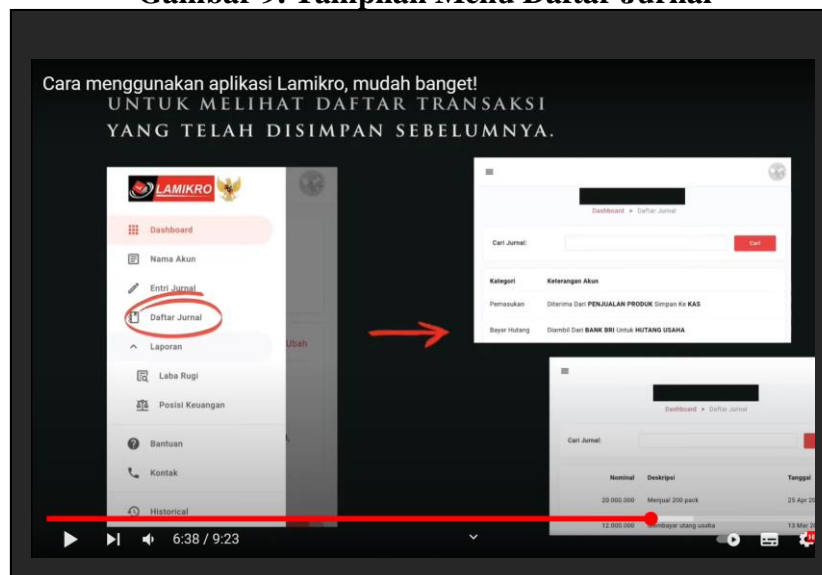 Gambar 9. Tampilan Menu Daftar Jurnal
Cara menggunakan aplikasi Lamikro, mudah banget!
UNTUK MELIHAT DAFTAR TRANSAKSI
YANG TELAH DISIMPAN SEBELUMNYA.
LAMIKRO
Dashboard
Nama Akun
Entri Jurnal
Daftar Jurnal
Laporan
Laba Rugi
Posisi Keuangan
Bantuan
Kontak
Historical
Ubah
Dashboard Daftar Jurnal
Cari Jurnal:
Cari
Kategori Keterangan Akun
Pemasukan Diterima Dari PENJUALAN PRODUK Simpan Ke KAS
Bayar Hutang Diambil Dari BANK BRI Untuk HUTANG USAHA
Dashboard Daftar Jurnal
Cari Jurnal:
Nominal Deskripsi Tanggal
20.000.000 Menjual 200 pack 25 Apr 20
12.000.000 Membayar utang usaha 13 Mar 20
6:38 / 9:23